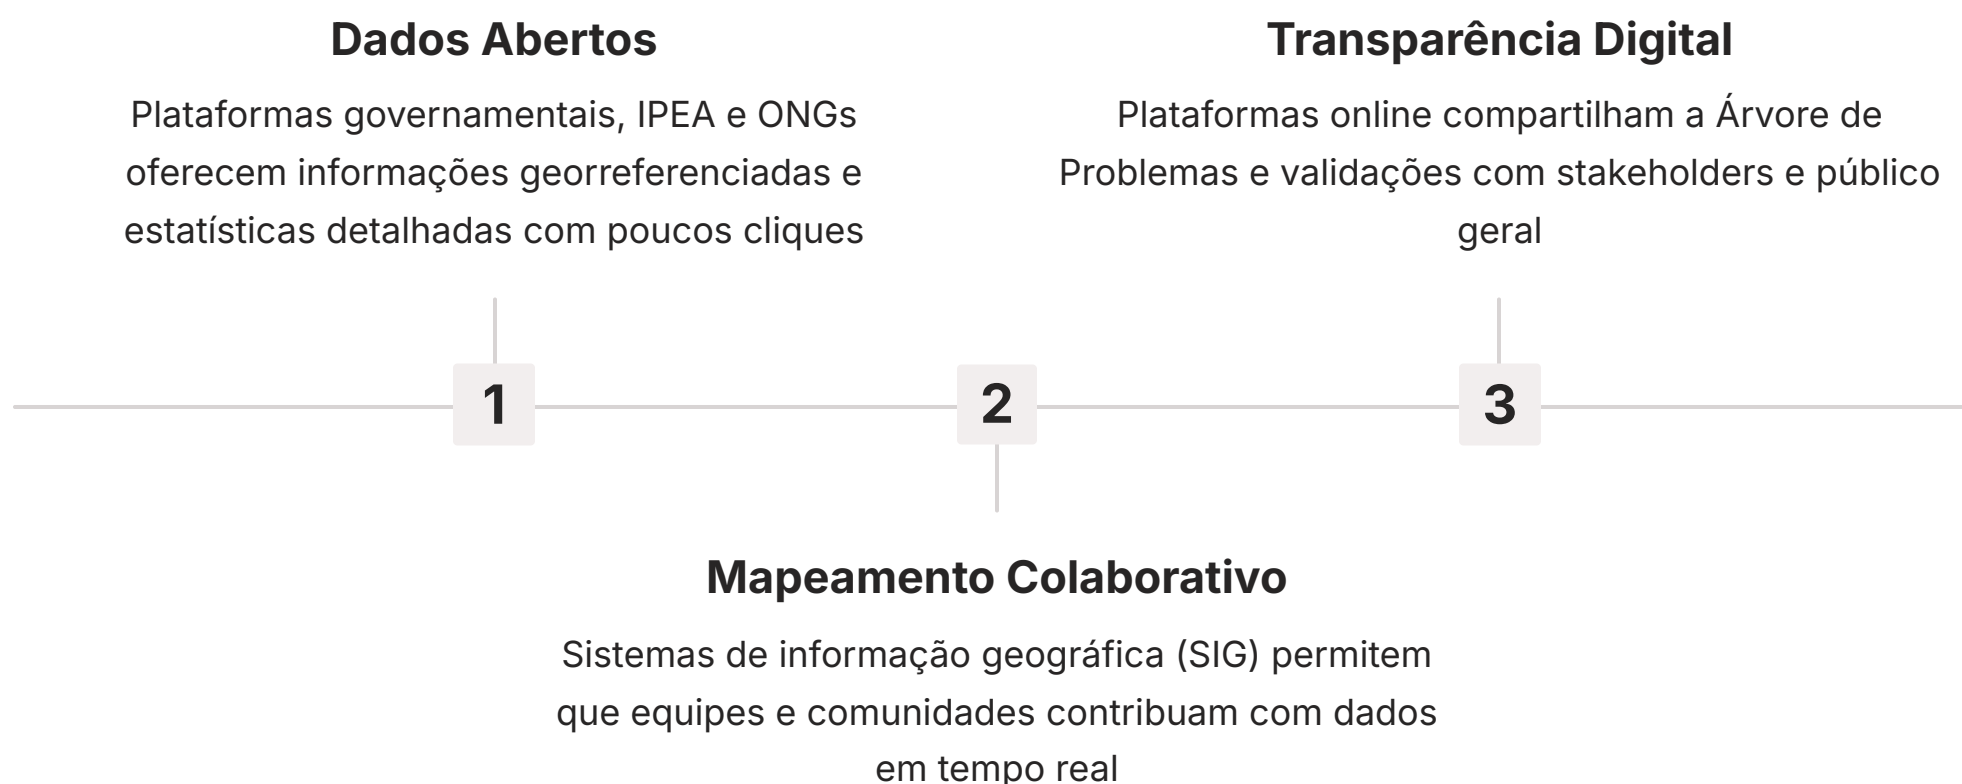 Dados Abertos
Plataformas governamentais, IPEA e ONGs
oferecem informações georreferenciadas e
estatísticas detalhadas com poucos cliques
Transparência Digital
Plataformas online compartilham a Árvore de
Problemas e validações com stakeholders e público
geral
1
2
3
Mapeamento Colaborativo
Sistemas de informação geográfica (SIG) permitem
que equipes e comunidades contribuam com dados
em tempo real